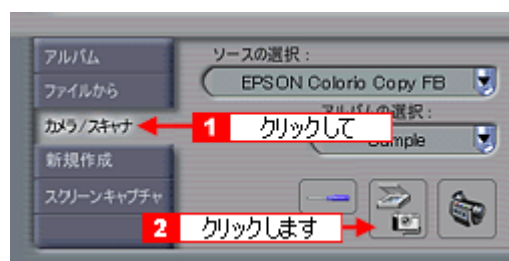 アルバム
ソースの選択：
ファイルから
EPSON Colorio Copy FB
カメラ/スキャナ
1 クリックして
アルバムの選択：
Sample
新規作成
スクリーンキャプチャ
2 クリックします